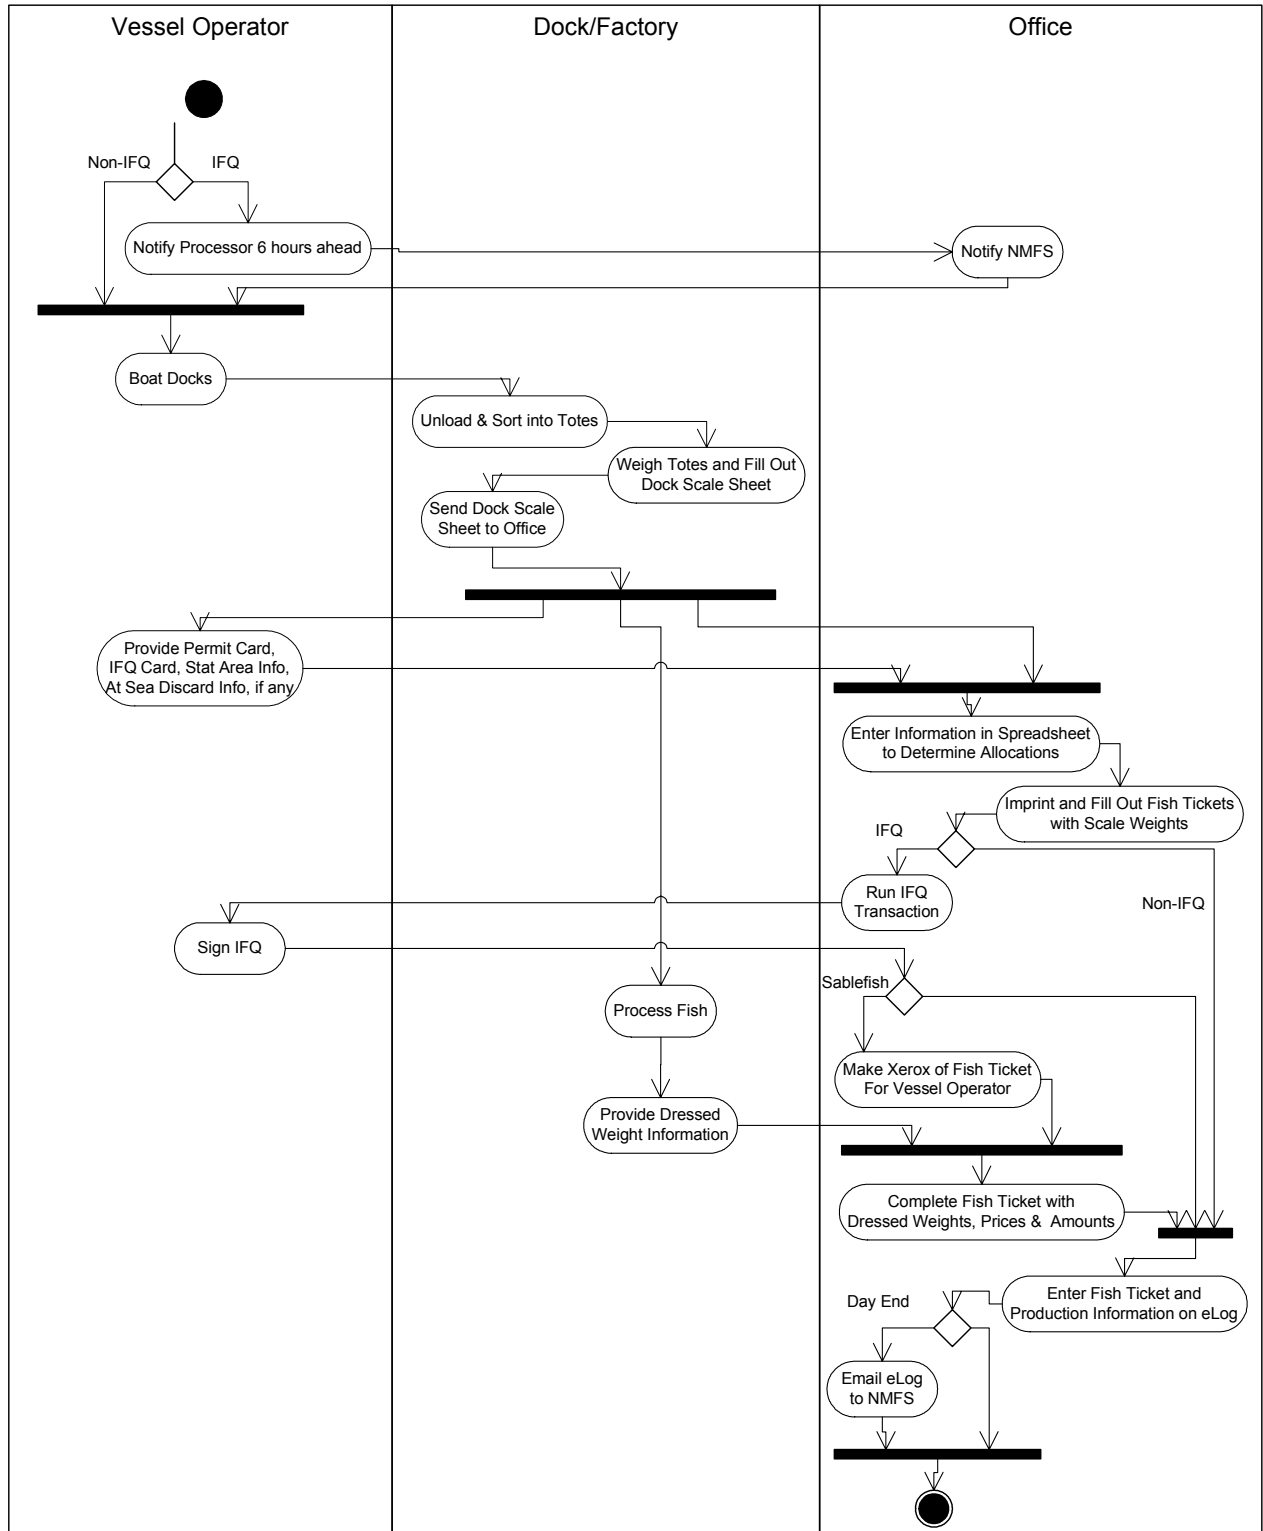 Vessel Operator
Dock/Factory
Office
Non-IFQ
IFQ
Notify Processor 6 hours ahead
Notify NMFS
Boat Docks
Unload & Sort into Totes
Weigh Totes and Fill Out
Dock Scale Sheet
Send Dock Scale
Sheet to Office
Provide Permit Card,
IFQ Card, Stat Area Info,
At Sea Discard Info, if any
Enter Information in Spreadsheet
to Determine Allocations
Imprint and Fill Out Fish Tickets
with Scale Weights
IFQ
Run IFQ
Transaction
Non-IFQ
Sign IFQ
Sablefish
Process Fish
Make Xerox of Fish Ticket
For Vessel Operator
Provide Dressed
Weight Information
Complete Fish Ticket with
Dressed Weights, Prices & Amounts
Enter Fish Ticket and
Production Information on eLog
Day End
Email eLog
to NMFS